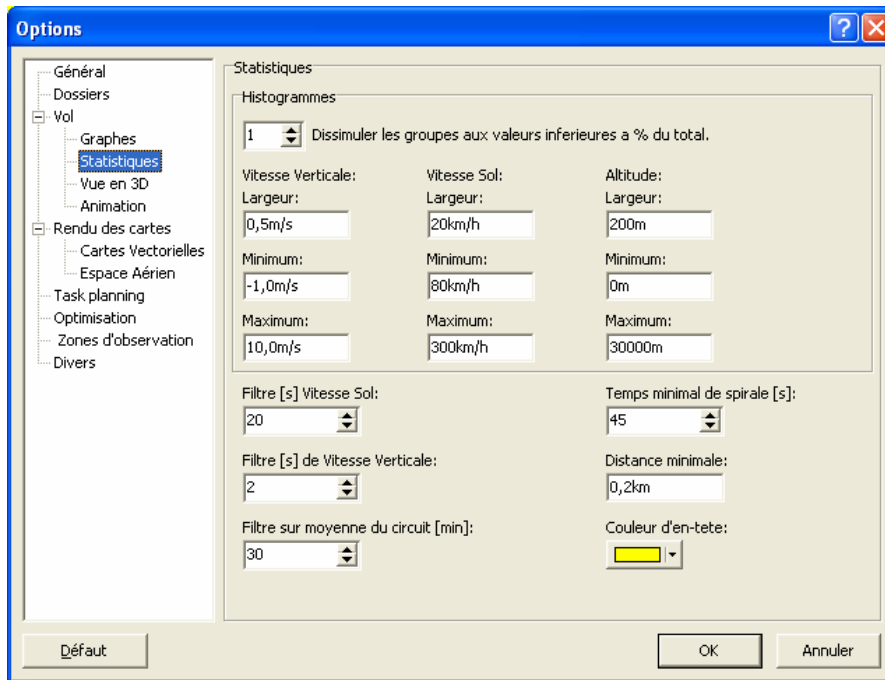 Options
Général
Dossiers
Vol
Graphes
Statistiques
Vue en 3D
Animation
Rendu des cartes
Cartes Vectorielles
Espace Aérien
Task planning
Optimisation
Zones d'observation
Divers
Statistiques
Histogrammes
1 Dissimuler les groupes aux valeurs inferieures a % du total.
Vitesse Verticale: Vitesse Sol: Altitude:
Largeur: Largeur: Largeur:
0,5m/s 20km/h 200m
Minimum: Minimum: Minimum:
-1,0m/s 80km/h 0m
Maximum: Maximum: Maximum:
10,0m/s 300km/h 30000m
Filtre [s] Vitesse Sol: Temps minimal de spirale [s]:
20 45
Filtre [s] de Vitesse Verticale: Distance minimale:
2 0,2km
Filtre sur moyenne du circuit [min]: Couleur d'en-tete:
30
Défaut OK Annuler